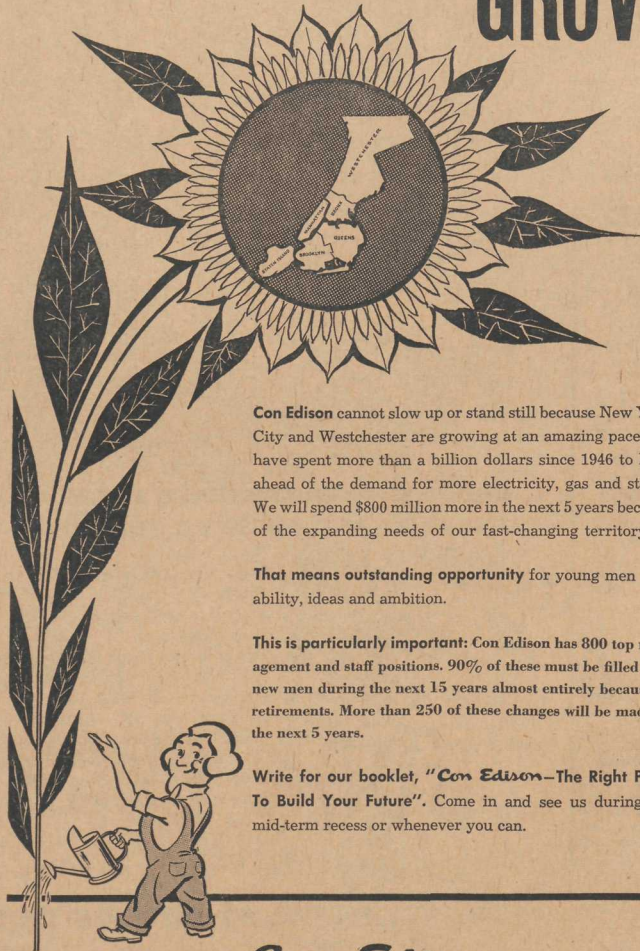 GROW
WESTCHESTER
BRONX
MANHATTAN
QUEENS
BROOKLYN
STATEN ISLAND
Con Edison cannot slow up or stand still because New Y
City and Westchester are growing at an amazing pace
have spent more than a billion dollars since 1946 to
ahead of the demand for more electricity, gas and st
We will spend $800 million more in the next 5 years bec
of the expanding needs of our fast-changing territory
That means outstanding opportunity for young men
ability, ideas and ambition.
This is particularly important: Con Edison has 800 top
agement and staff positions. 90% of these must be filled
new men during the next 15 years almost entirely becau
retirements. More than 250 of these changes will be mad
the next 5 years.
Write for our booklet, "Con Edison—The Right P
To Build Your Future". Come in and see us during
mid-term recess or whenever you can.